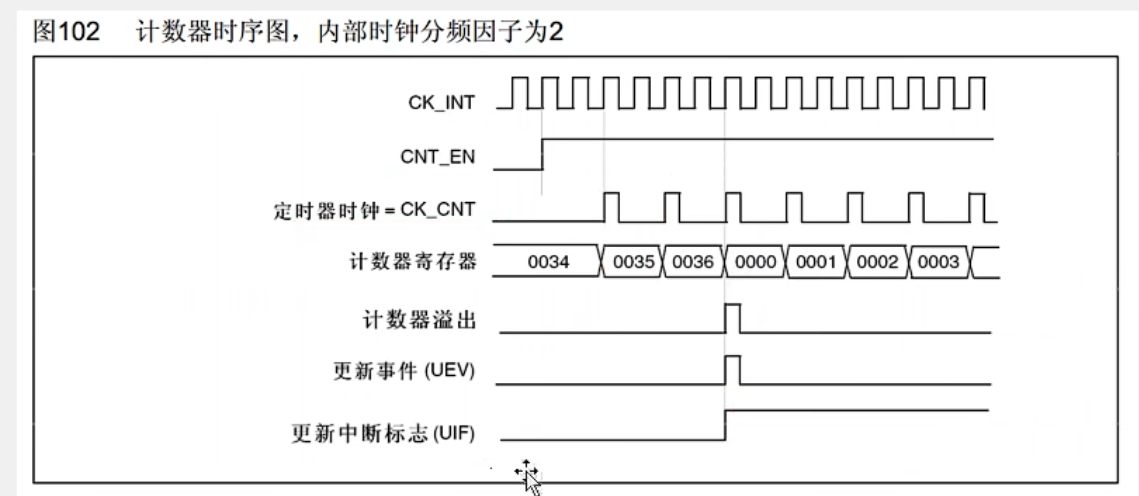 图102 计数器时序图，内部时钟分频因子为2
CK_INT
CNT_EN
定时器时钟 = CK_CNT
计数器寄存器 0034 0035 0036 0000 0001 0002 0003
计数器溢出
更新事件 (UEV)
更新中断标志 (UIF)